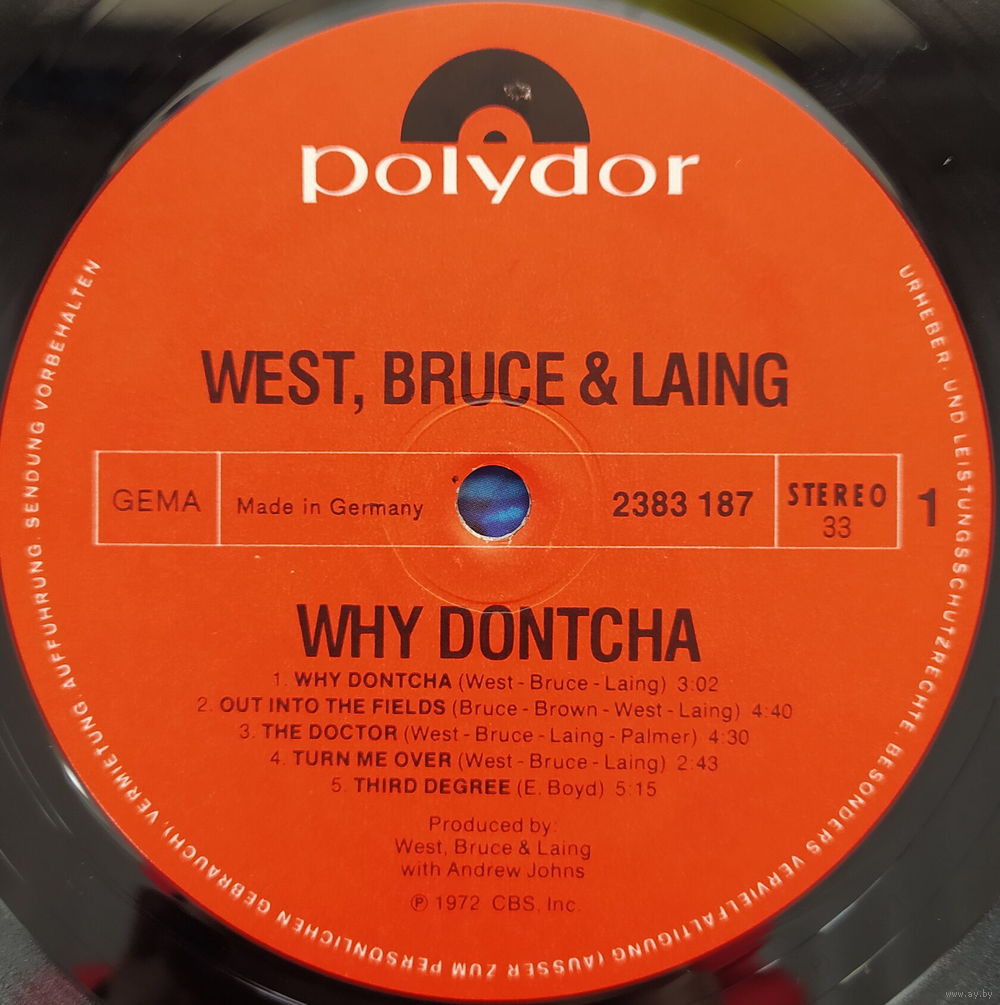 polydor
WEST, BRUCE & LAING
GEMA
Made in Germany
2383 187
STEREO
33
1
WHY DONTCHA
1. WHY DONTCHA (West - Bruce - Laing) 3:02
2. OUT INTO THE FIELDS (Bruce - Brown - West - Laing) 4:40
3. THE DOCTOR (West - Bruce - Laing - Palmer) 4:30
4. TURN ME OVER (West - Bruce - Laing) 2:43
5. THIRD DEGREE (E. Boyd) 5:15
Produced by:
West, Bruce & Laing
with Andrew Johns
℗ 1972 CBS, Inc.
URHEBER- UND LEISTUNGSSCHUTZRECHTE, BESONDERS VERVIELFÄLTIGUNG (AUSSER ZUM PERSÖNLICHEN GEBRAUCH), VERMIETUNG, AUFFÜHRUNG, SENDUNG VORBEHALTEN
www.ay.by